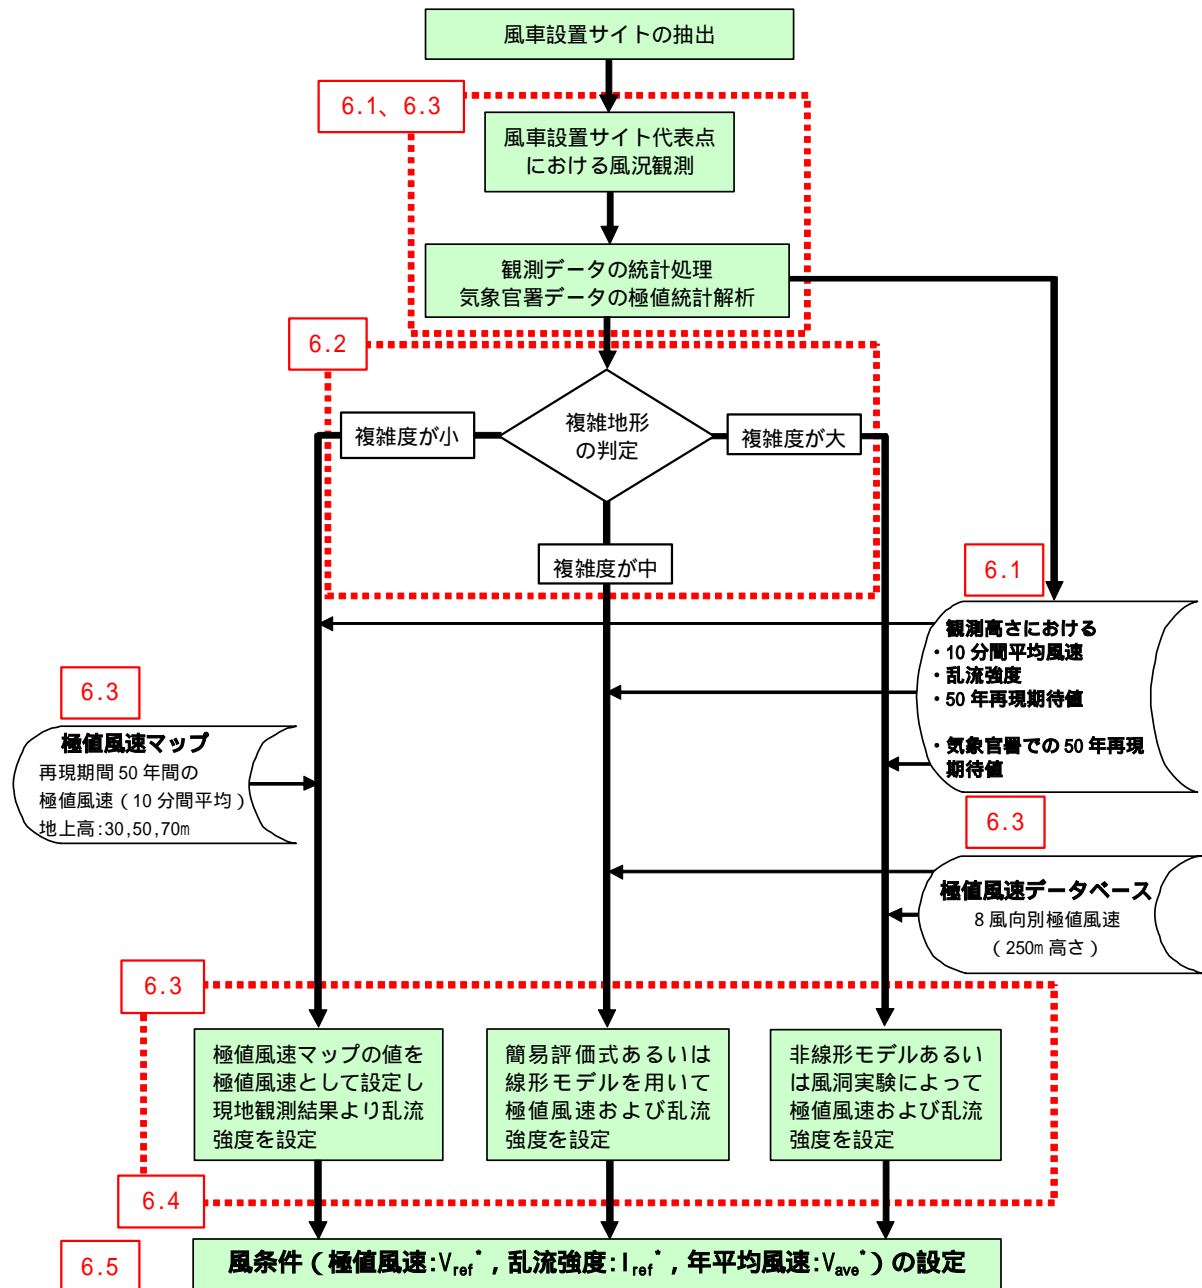 風車設置サイトの抽出
6.1、6.3
風車設置サイト代表点
における風況観測
観測データの統計処理
気象官署データの極値統計解析
6.2
複雑度が小
複雑地形
の判定
複雑度が大
複雑度が中
6.1
観測高さにおける
・10 分間平均風速
・乱流強度
・50 年再現期待値
・気象官署での 50 年再現
期待値
6.3
極値風速マップ
再現期間 50 年間の
極値風速（10 分間平均）
地上高:30,50,70m
6.3
極値風速データベース
8 風向別極値風速
（250m 高さ）
6.3
極値風速マップの値を
極値風速として設定し
現地観測結果より乱流
強度を設定
簡易評価式あるいは
線形モデルを用いて
極値風速および乱流
強度を設定
非線形モデルあるい
は風洞実験によって
極値風速および乱流
強度を設定
6.4
6.5
風条件（極値風速:Vref*，乱流強度:Iref*，年平均風速:Vave*）の設定